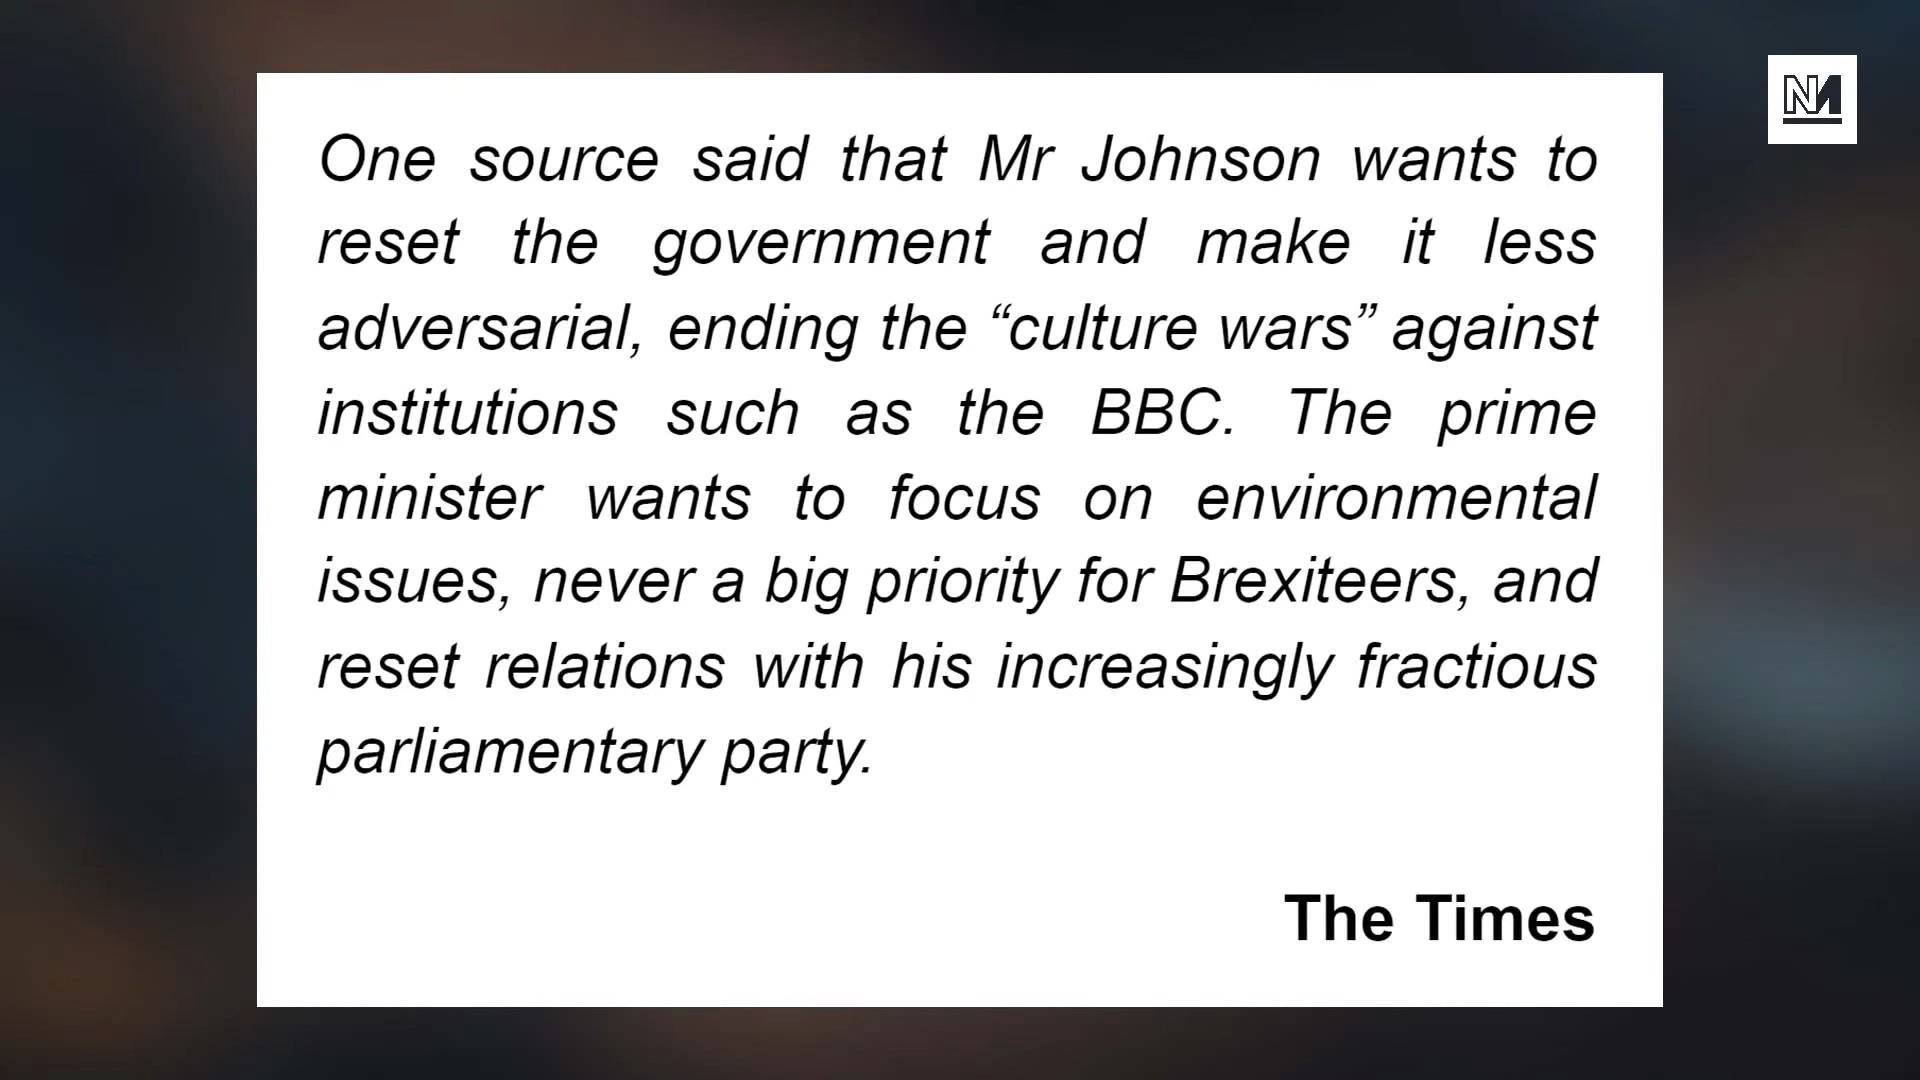 One source said that Mr Johnson wants to
reset the government and make it less
adversarial, ending the “culture wars” against
institutions such as the BBC. The prime
minister wants to focus on environmental
issues, never a big priority for Brexiteers, and
reset relations with his increasingly fractious
parliamentary party.
The Times
NM